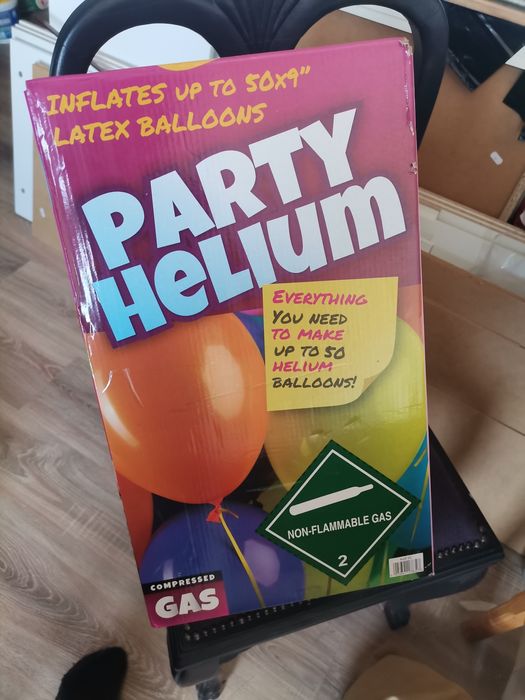 INFLATES UP TO 50X9"
LATEX BALLOONS
PARTY
HELIUM
EVERYTHING
YOU NEED
TO MAKE
UP TO 50
HELIUM
BALLOONS!
NON-FLAMMABLE GAS
2
COMPRESSED
GAS